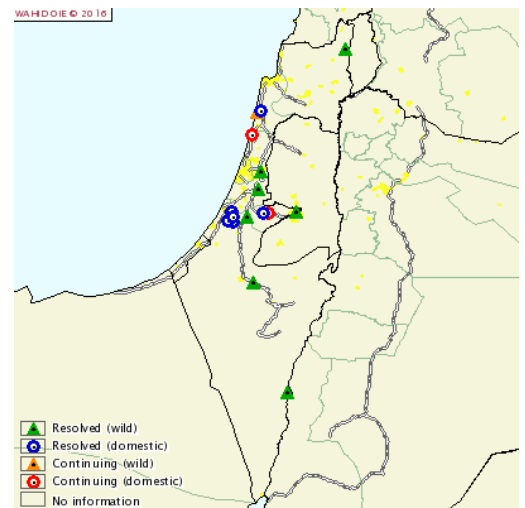 WAHID OIE © 2016
Resolved (wild)
Resolved (domestic)
Continuing (wild)
Continuing (domestic)
No information